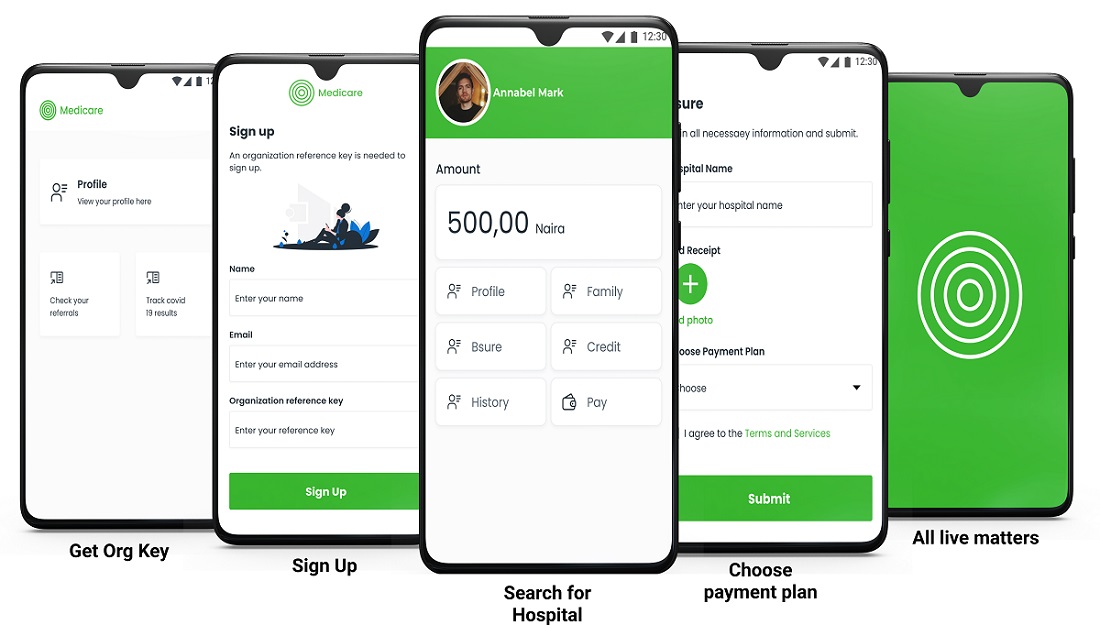 Medicare
Profile
View your profile here
Check your
referrals
Track covid
19 results
Get Org Key
Medicare
Sign up
An organization reference key is needed to
sign up.
Name
Enter your name
Email
Enter your email address
Organization reference key
Enter your reference key
Sign Up
Sign Up
12:30
Annabel Mark
Amount
500,00 Naira
Profile
Family
Bsure
Credit
History
Pay
Search for
Hospital
12:30
sure
in all necessaey information and submit.
spital Name
nter your hospital name
d Receipt
+
d photo
oose Payment Plan
hoose
I agree to the Terms and Services
Submit
Choose
payment plan
All live matters